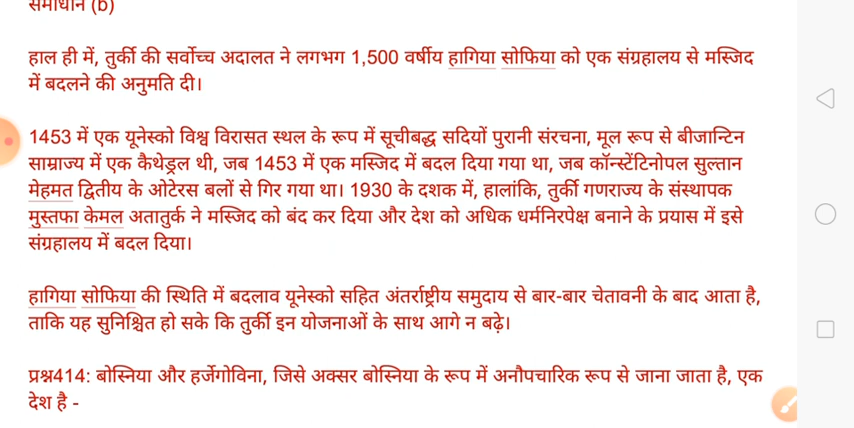 समाधान (b)
हाल ही में, तुर्की की सर्वोच्च अदालत ने लगभग 1,500 वर्षीय हागिया सोफिया को एक संग्रहालय से मस्जिद
में बदलने की अनुमति दी।
1453 में एक यूनेस्को विश्व विरासत स्थल के रूप में सूचीबद्ध सदियों पुरानी संरचना, मूल रूप से बीजान्टिन
साम्राज्य में एक कैथेड्रल थी, जब 1453 में एक मस्जिद में बदल दिया गया था, जब कॉन्स्टेंटिनोपल सुल्तान
मेहमत द्वितीय के ओटेरस बलों से गिर गया था। 1930 के दशक में, हालांकि, तुर्की गणराज्य के संस्थापक
मुस्तफा केमल अतातुर्क ने मस्जिद को बंद कर दिया और देश को अधिक धर्मनिरपेक्ष बनाने के प्रयास में इसे
संग्रहालय में बदल दिया।
हागिया सोफिया की स्थिति में बदलाव यूनेस्को सहित अंतर्राष्ट्रीय समुदाय से बार-बार चेतावनी के बाद आता है,
ताकि यह सुनिश्चित हो सके कि तुर्की इन योजनाओं के साथ आगे न बढ़े।
प्रश्न414: बोस्निया और हर्जेगोविना, जिसे अक्सर बोस्निया के रूप में अनौपचारिक रूप से जाना जाता है, एक
देश है -